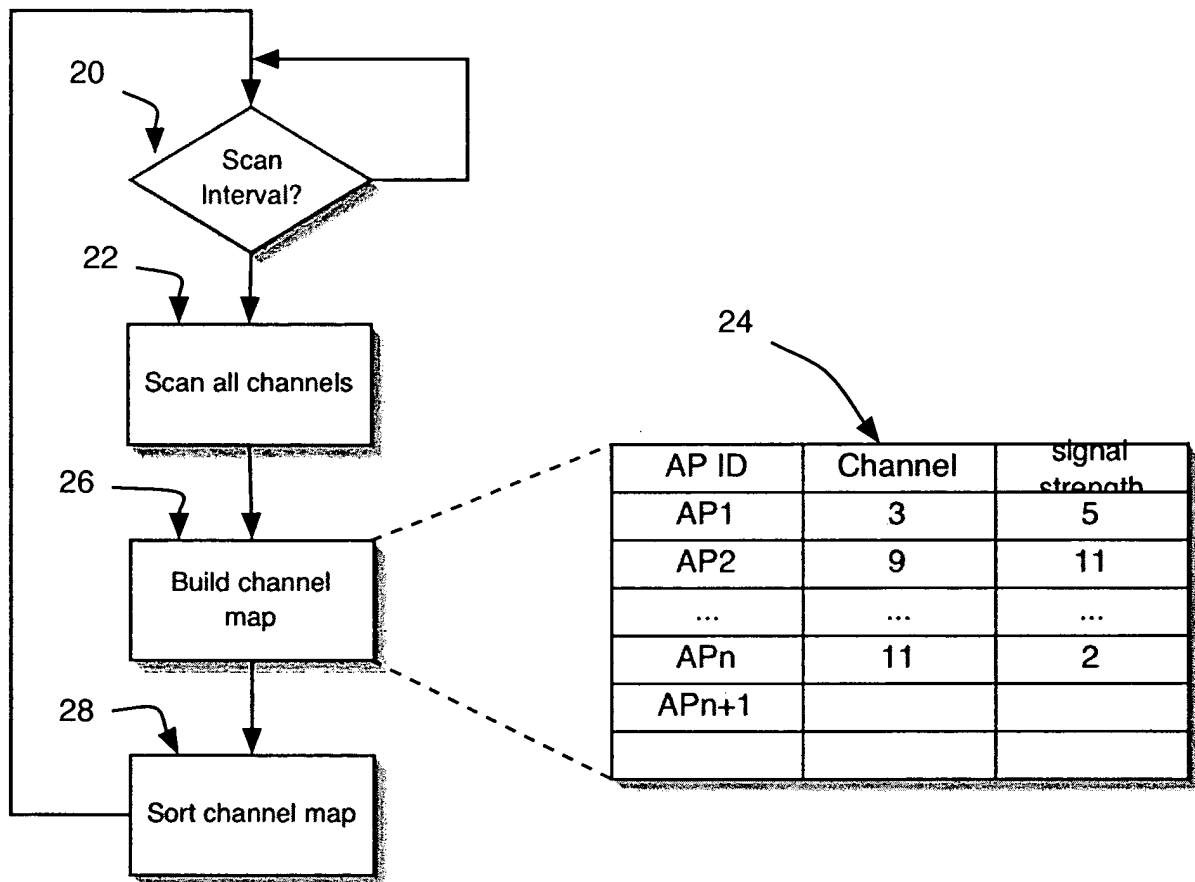 20
Scan
Interval?
22
Scan all channels
24
26
Build channel
map
28
Sort channel map
AP ID Channel signal strength
AP1 3 5
AP2 9 11
... ... ...
APn 11 2
APn+1